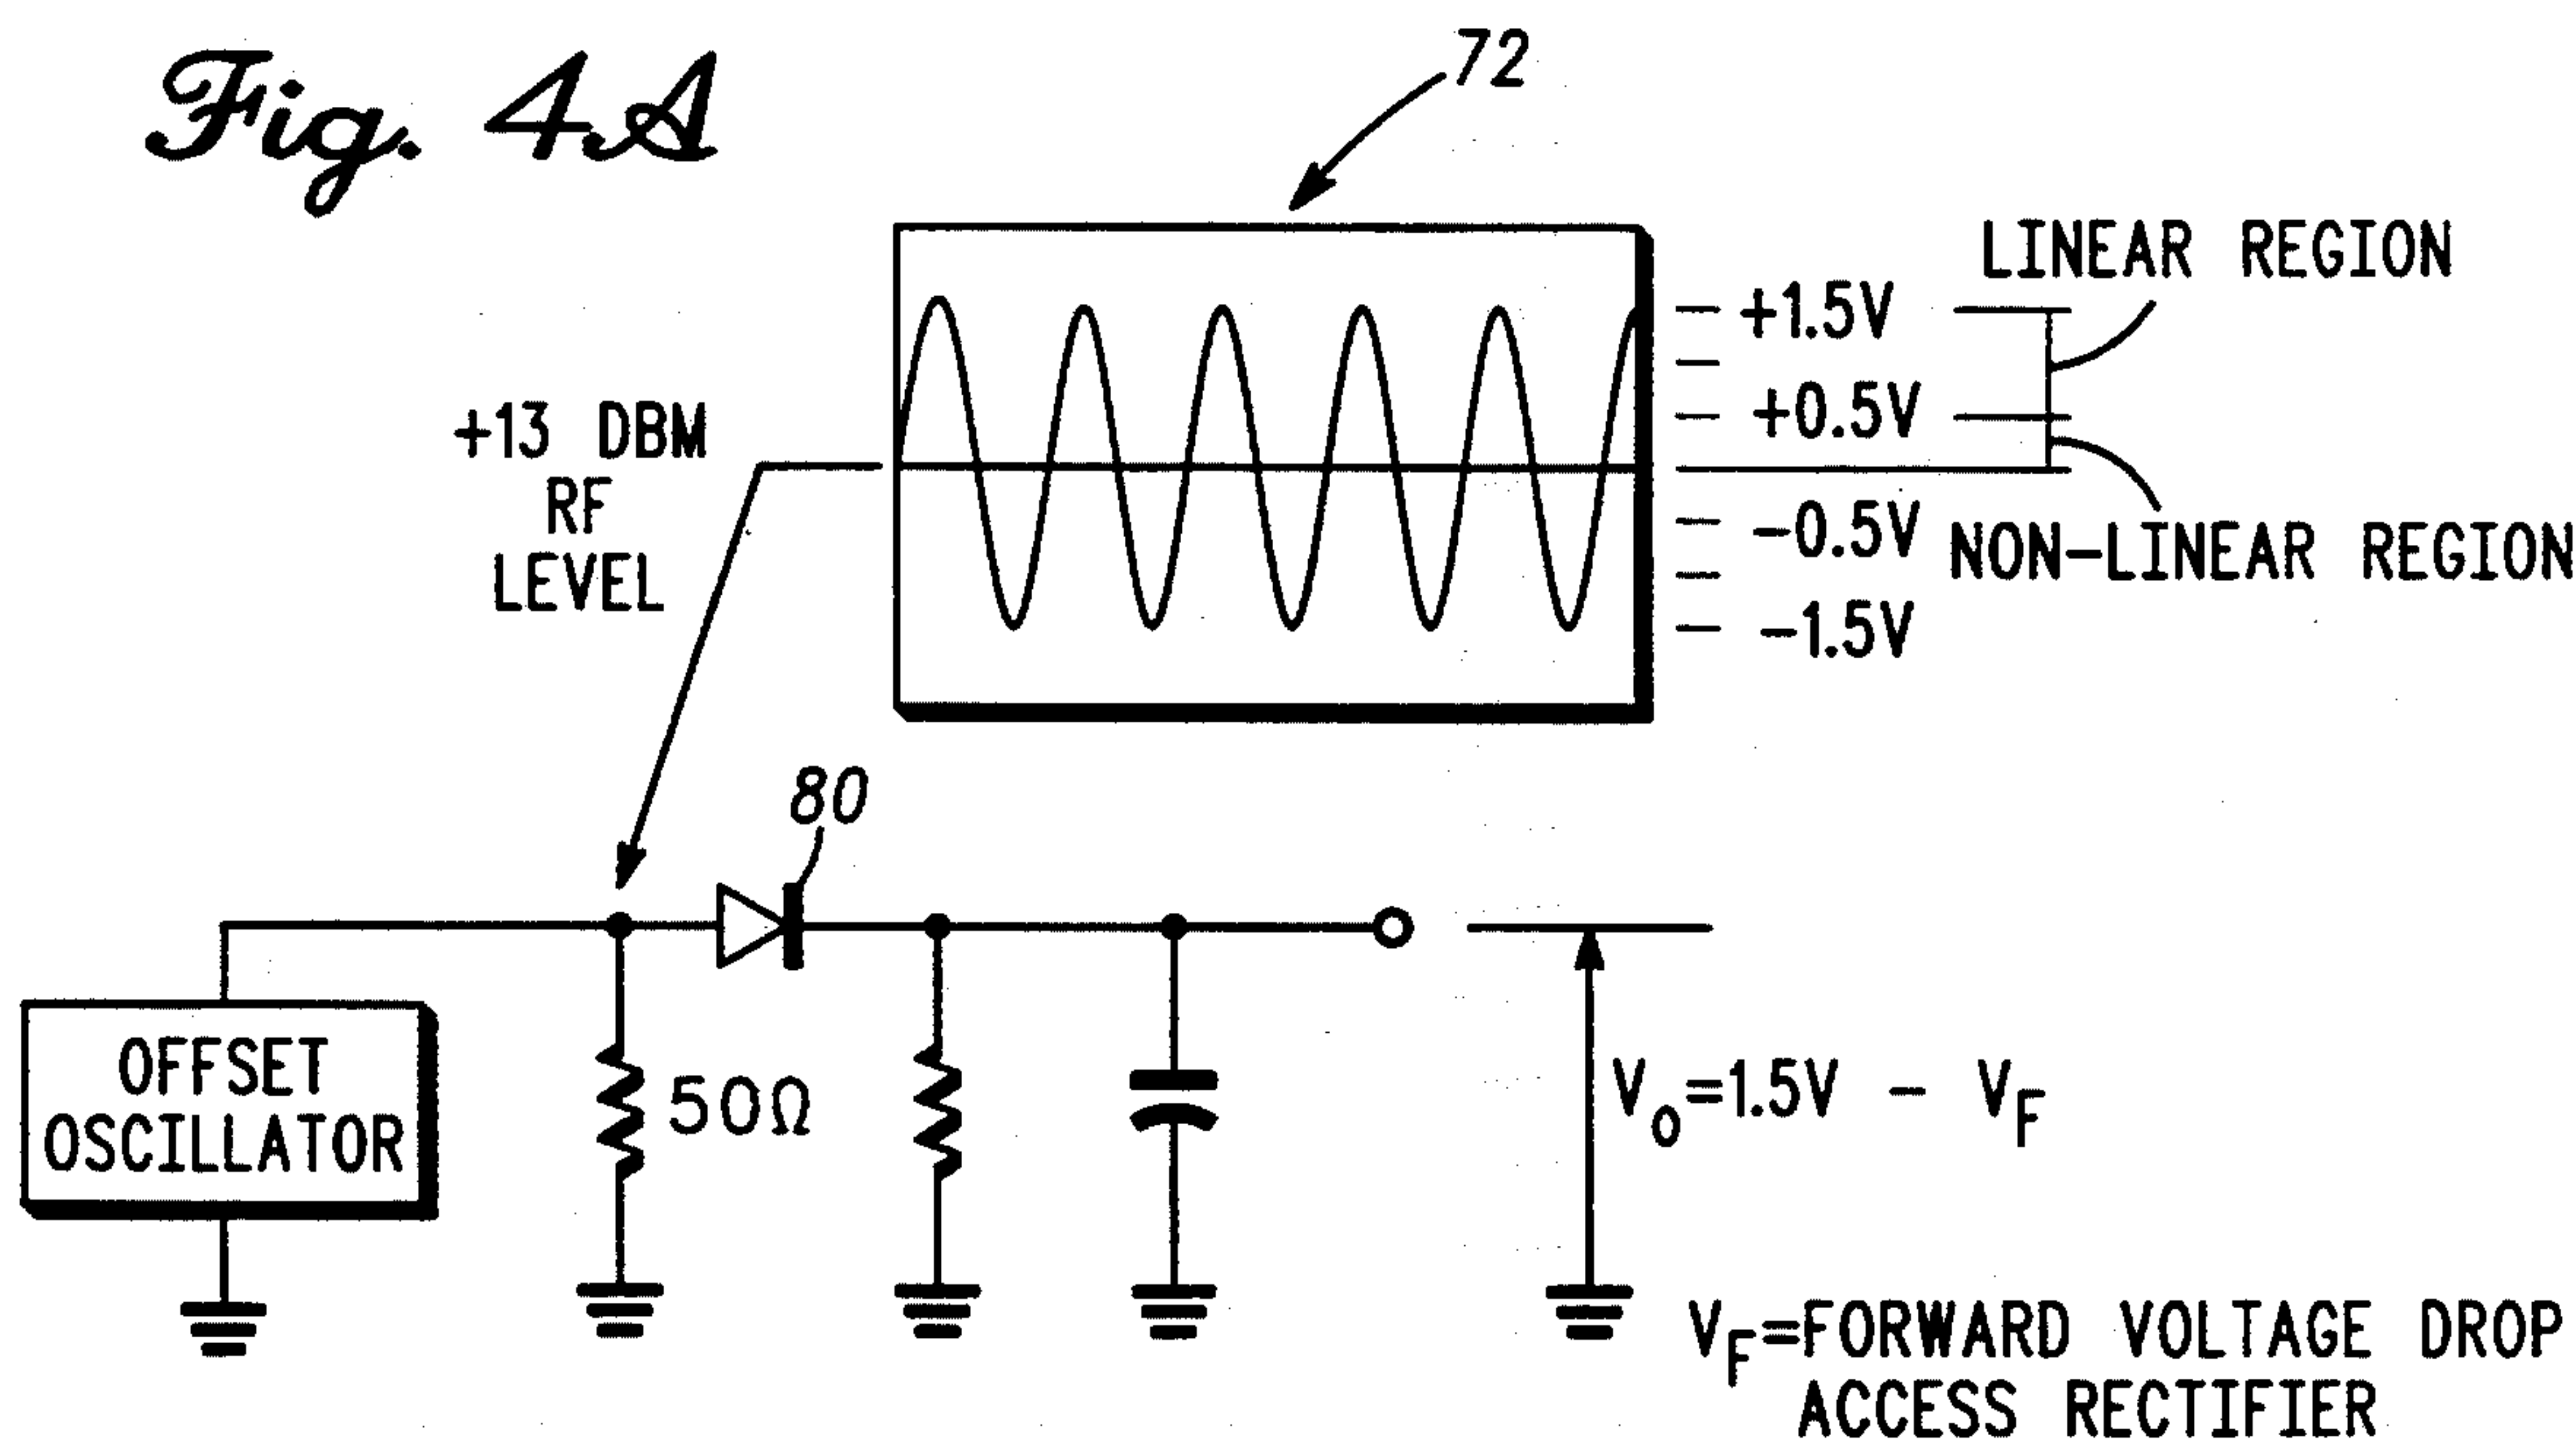 Fig. 4A
72
LINEAR REGION
+1.5V
+0.5V
-0.5V
NON-LINEAR REGION
-1.5V
+13 DBM
RF
LEVEL
80
OFFSET
OSCILLATOR
50Ω
VO=1.5V - VF
VF=FORWARD VOLTAGE DROP
ACCESS RECTIFIER